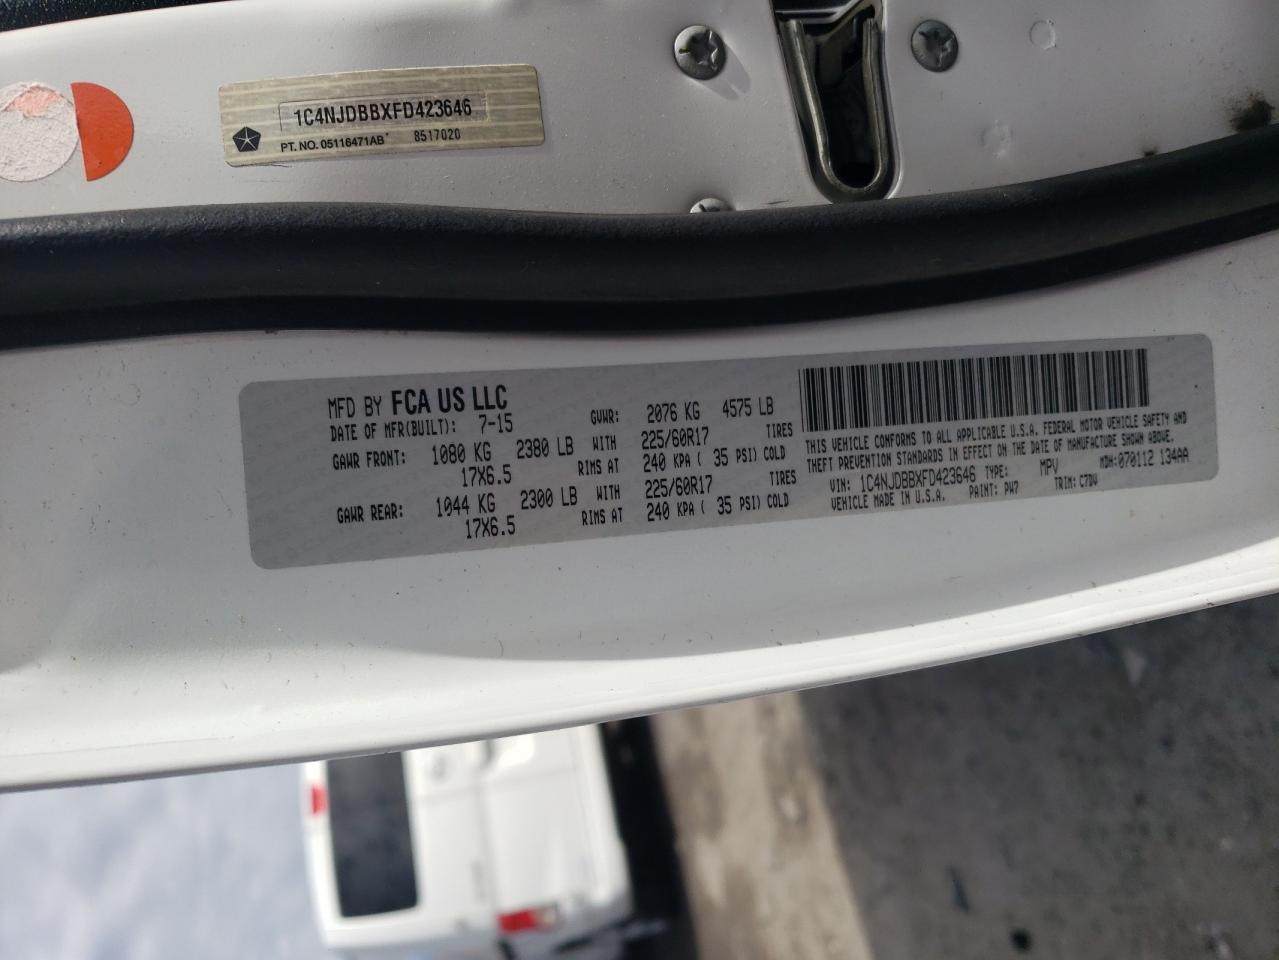 1C4NJDBBXFD423646
PT. NO. 05116471AB 8517020
MFD BY FCA US LLC
DATE OF MFR(BUILT): 7-15 GVWR: 2076 KG 4575 LB
GAWR FRONT: 1080 KG 2380 LB WITH 225/60R17 TIRES
17X6.5 RIMS AT 240 KPA ( 35 PSI) COLD
GAWR REAR: 1044 KG 2300 LB WITH 225/60R17 TIRES
17X6.5 RIMS AT 240 KPA ( 35 PSI) COLD
THIS VEHICLE CONFORMS TO ALL APPLICABLE U.S.A. FEDERAL MOTOR VEHICLE SAFETY AND
THEFT PREVENTION STANDARDS IN EFFECT ON THE DATE OF MANUFACTURE SHOWN ABOVE.
VIN: 1C4NJDBBXFD423646 TYPE: MPV MDH:070112 134AA
VEHICLE MADE IN U.S.A. PAINT: PW7 TRIM: C7DV